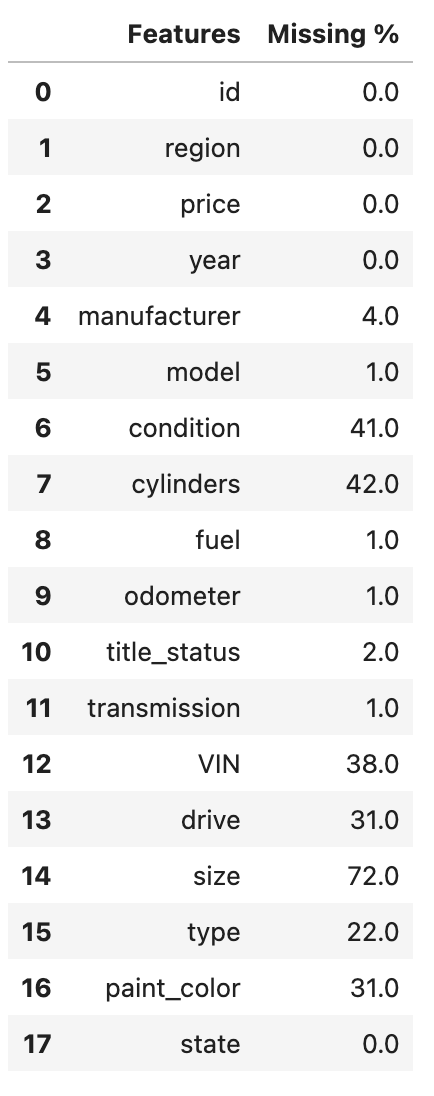 Features Missing %
0 id 0.0
1 region 0.0
2 price 0.0
3 year 0.0
4 manufacturer 4.0
5 model 1.0
6 condition 41.0
7 cylinders 42.0
8 fuel 1.0
9 odometer 1.0
10 title_status 2.0
11 transmission 1.0
12 VIN 38.0
13 drive 31.0
14 size 72.0
15 type 22.0
16 paint_color 31.0
17 state 0.0